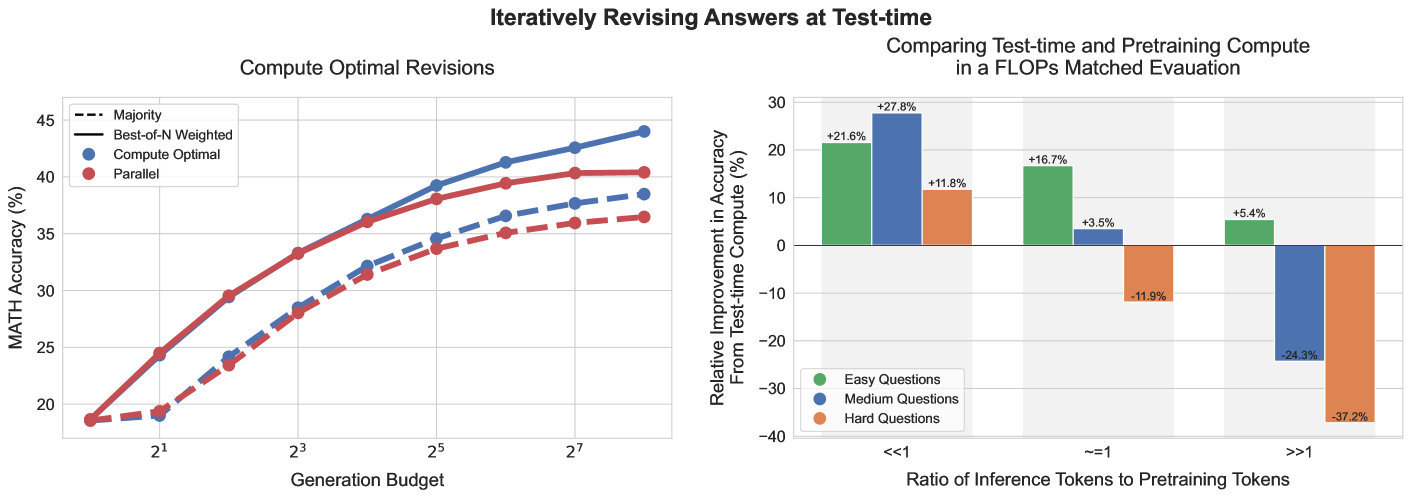 Iteratively Revising Answers at Test-time
Compute Optimal Revisions
MATH Accuracy (%)
45
40
35
30
25
20
Majority
Best-of-N Weighted
Compute Optimal
Parallel
2¹
2³
2⁵
2⁷
Generation Budget
Comparing Test-time and Pretraining Compute
in a FLOPs Matched Evauation
Relative Improvement in Accuracy
From Test-time Compute (%)
30
20
10
0
−10
−20
−30
−40
+21.6%
+27.8%
+11.8%
+16.7%
+3.5%
-11.9%
+5.4%
-24.3%
-37.2%
Easy Questions
Medium Questions
Hard Questions
<<1
~=1
>>1
Ratio of Inference Tokens to Pretraining Tokens